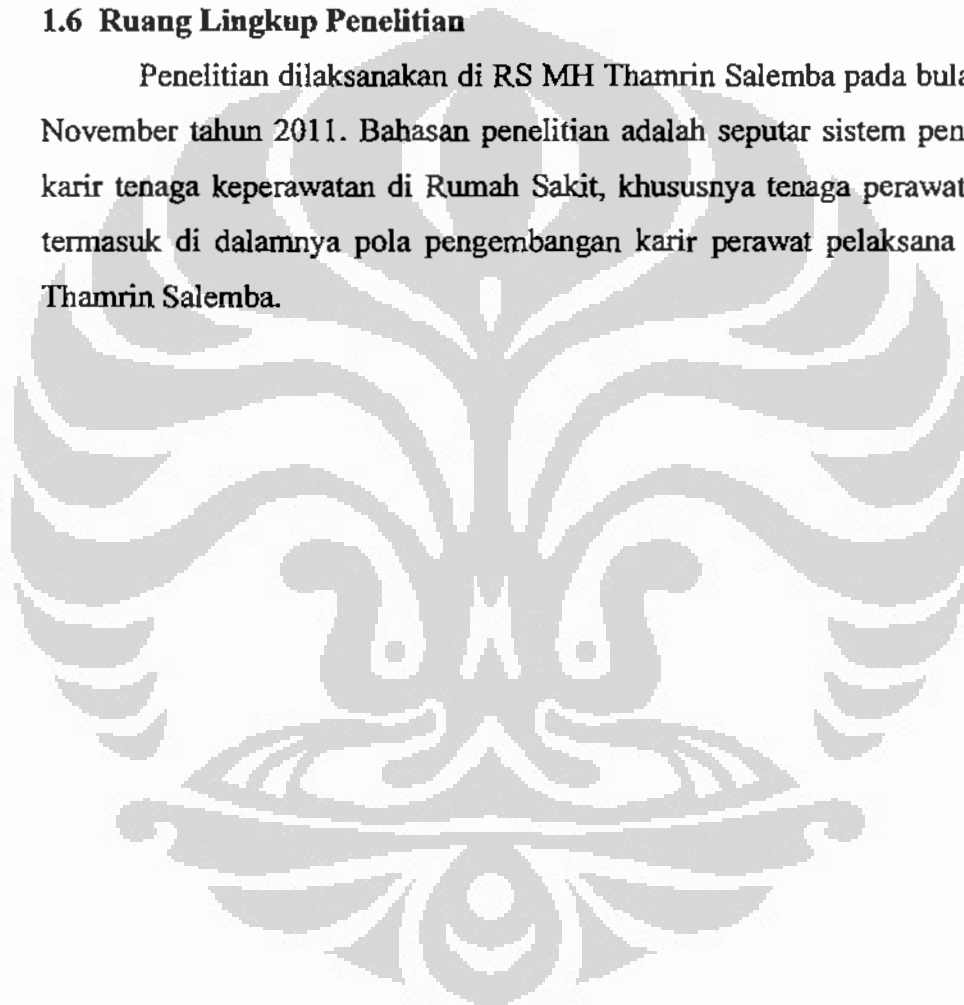 1.6 Ruang Lingkup Penelitian
Penelitian dilaksanakan di RS MH Thamrin Salemba pada bula
November tahun 2011. Bahasan penelitian adalah seputar sistem pen
karir tenaga keperawatan di Rumah Sakit, khususnya tenaga perawat
termasuk di dalamnya pola pengembangan karir perawat pelaksana
Thamrin Salemba.